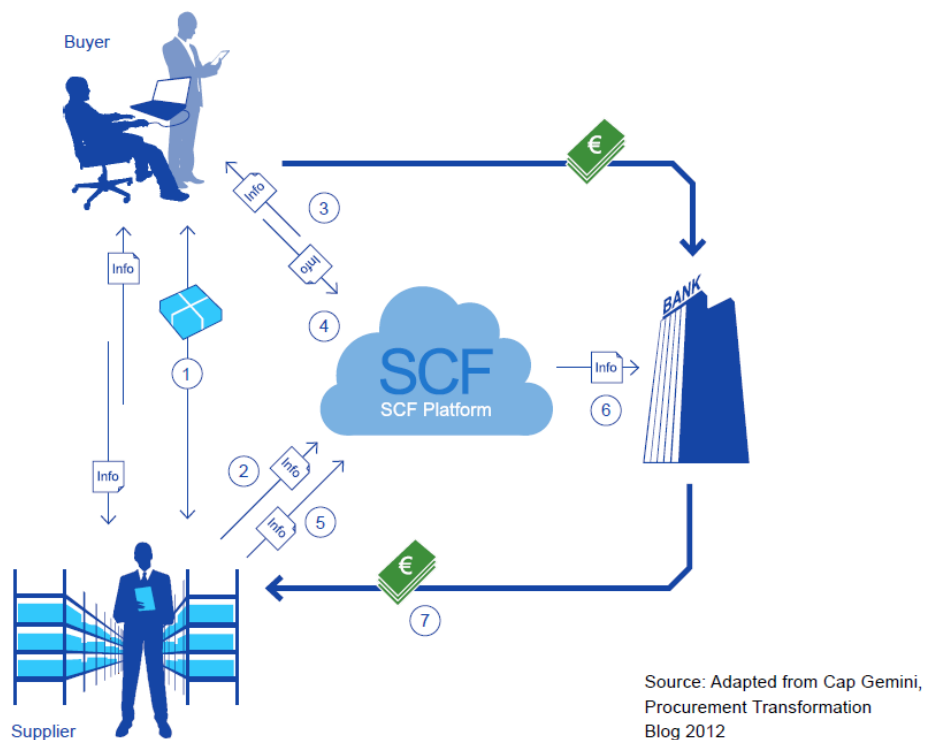 Buyer
€
Info
3
Info
Info
BANK
4
1
SCF
SCF Platform
Info
6
2
Info
Info
Info
5
€
7
Supplier
Source: Adapted from Cap Gemini,
Procurement Transformation
Blog 2012